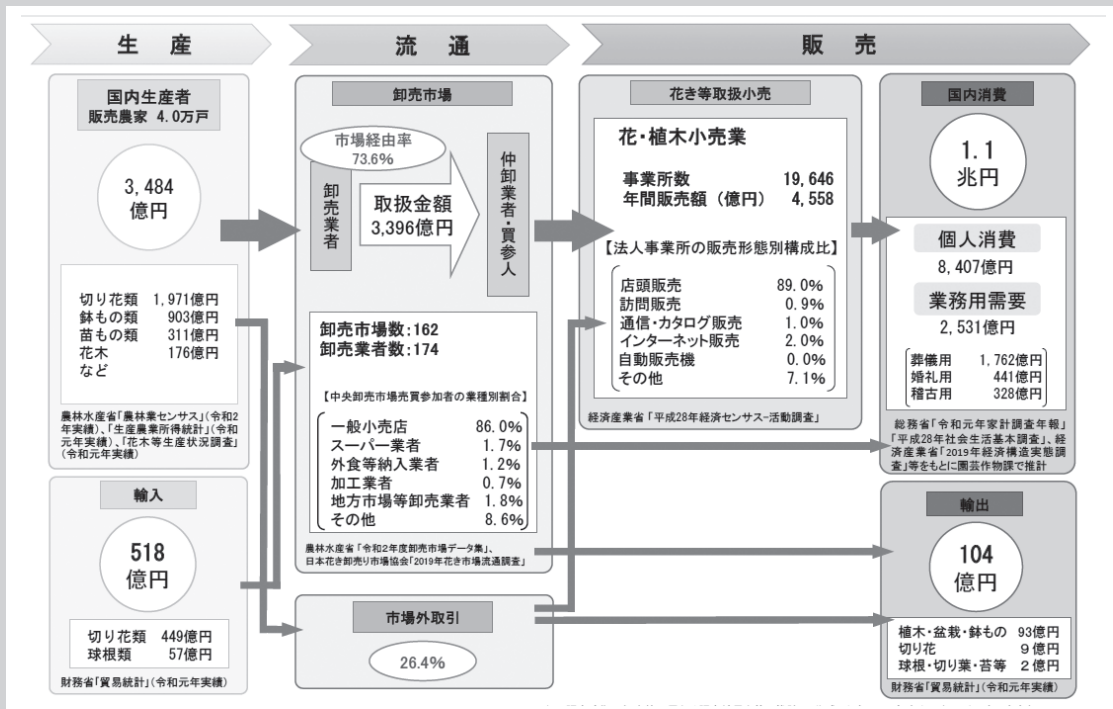 生 産
流 通
販 売
国内生産者
販売農家 4.0万戸
3,484
億円
切り花類 1,971億円
鉢もの類 903億円
苗もの類 311億円
花木 176億円
など
農林水産省「農林業センサス」(令和2
年実績)、「生産農業所得統計」(令和
元年実績)、「花木等生産状況調査」
(令和元年実績)
輸入
518
億円
切り花類 449億円
球根類 57億円
財務省「貿易統計」(令和元年実績)
卸売市場
市場経由率
73.6%
卸売業者
取扱金額
3,396億円
仲卸業者・買参人
卸売市場数:162
卸売業者数:174
【中央卸売市場売買参加者の業種別割合】
一般小売店 86.0%
スーパー業者 1.7%
外食等納入業者 1.2%
加工業者 0.7%
地方市場等卸売業者 1.8%
その他 8.6%
農林水産省「令和2年度卸売市場データ集」、
日本花き卸売り市場協会「2019年花き市場流通調査」
市場外取引
26.4%
花き等取扱小売
花・植木小売業
事業所数 19,646
年間販売額(億円) 4,558
【法人事業所の販売形態別構成比】
店頭販売 89.0%
訪問販売 0.9%
通信・カタログ販売 1.0%
インターネット販売 2.0%
自動販売機 0.0%
その他 7.1%
経済産業省「平成28年経済センサス-活動調査」
国内消費
1.1
兆円
個人消費
8,407億円
業務用需要
2,531億円
葬儀用 1,762億円
婚礼用 441億円
稽古用 328億円
総務省「令和元年家計調査年報」
「平成28年社会生活基本調査」、経
済産業省「2019年経済構造実態調
査」等をもとに園芸作物課で推計
輸出
104
億円
植木・盆栽・鉢もの 93億円
切り花 9億円
球根・切り葉・苔等 2億円
財務省「貿易統計」(令和元年実績)